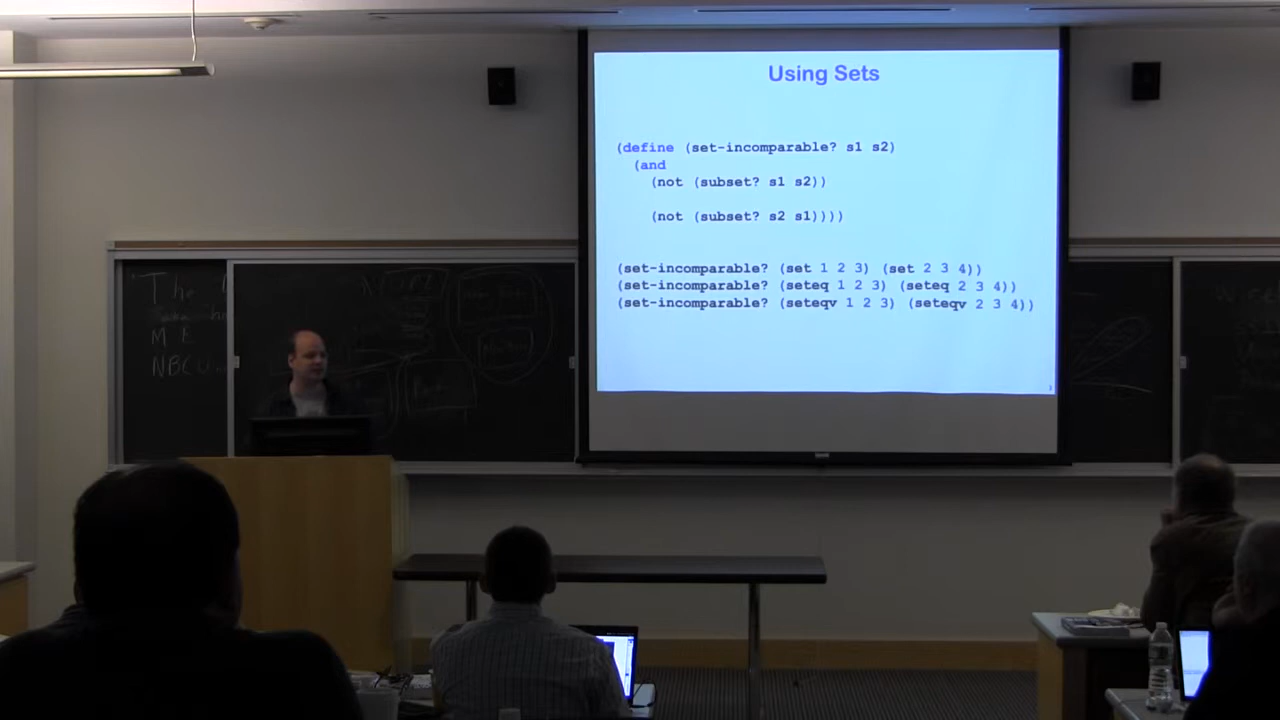 Using Sets
(define (set-incomparable? s1 s2)
(and
(not (subset? s1 s2))
(not (subset? s2 s1))))
(set-incomparable? (set 1 2 3) (set 2 3 4))
(set-incomparable? (seteq 1 2 3) (seteq 2 3 4))
(set-incomparable? (seteqv 1 2 3) (seteqv 2 3 4))
The
M E
NBCU